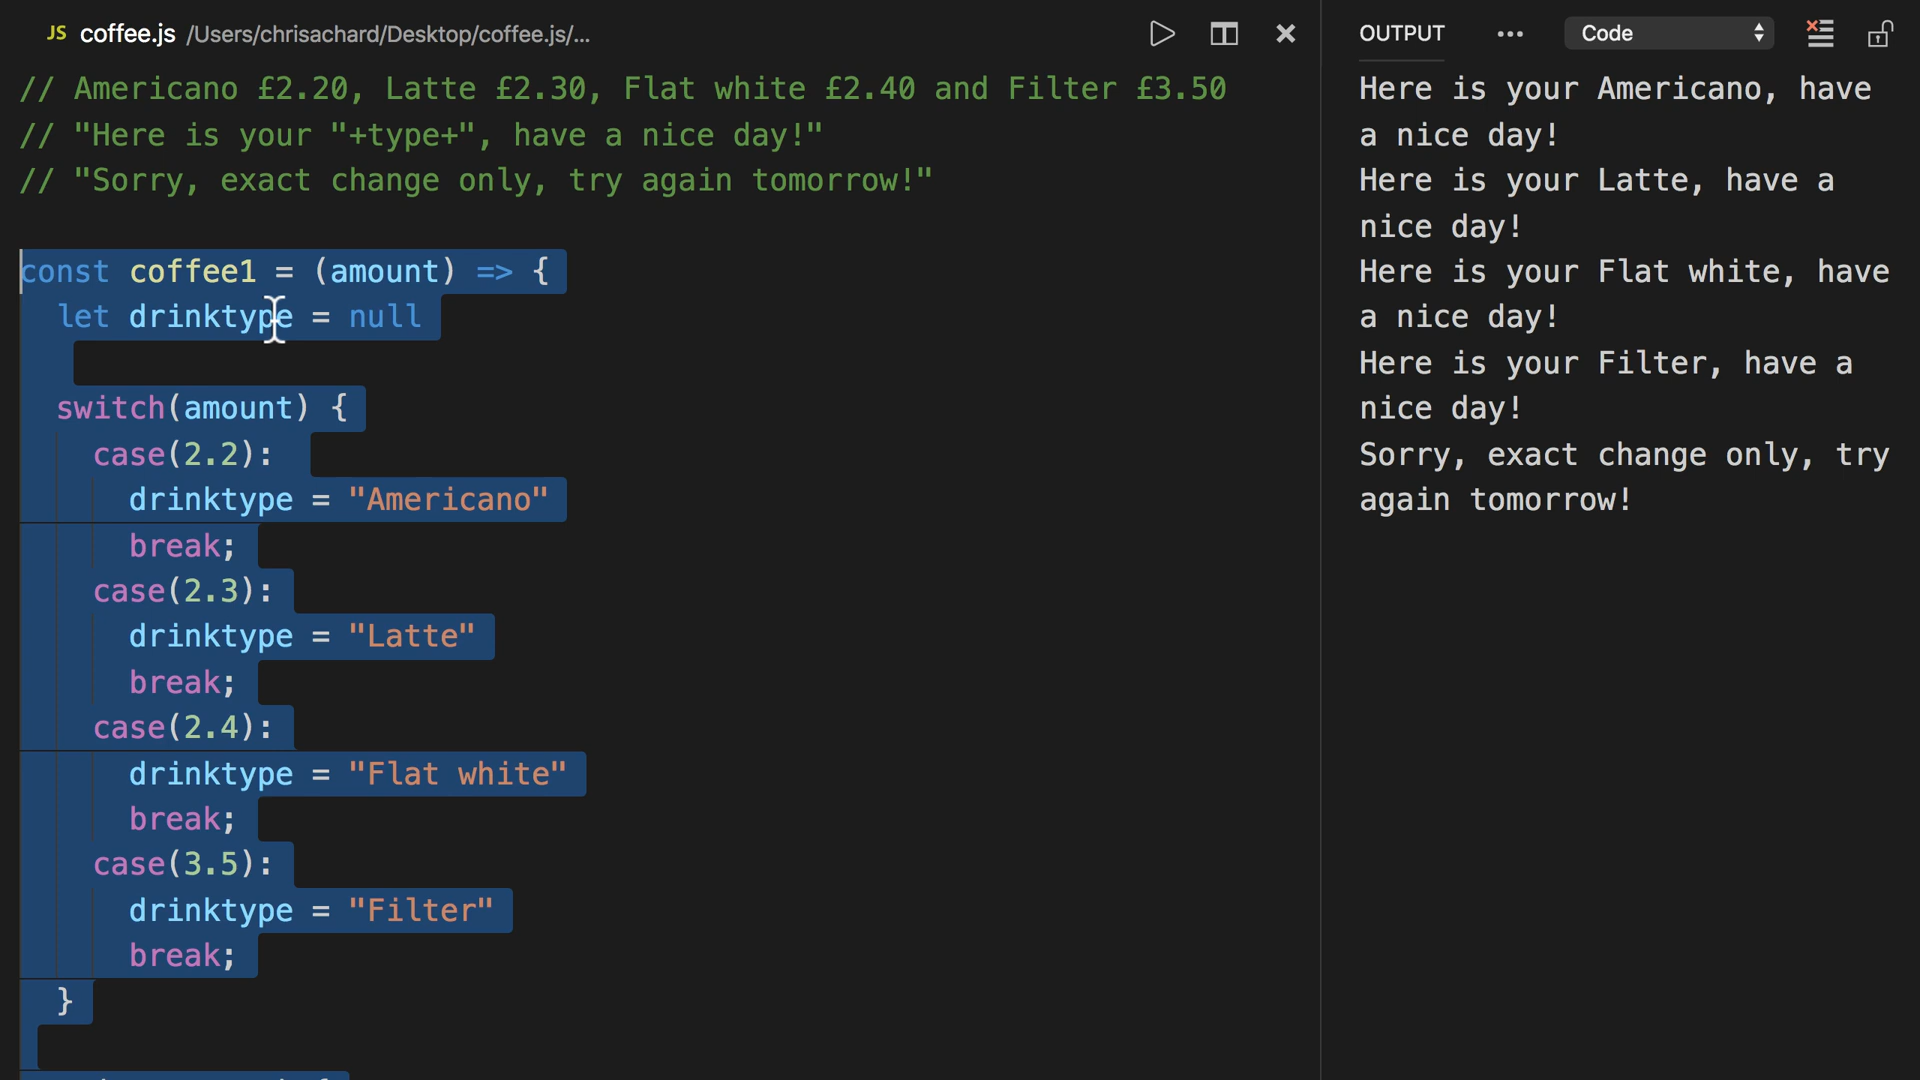 JS coffee.js /Users/chrisachard/Desktop/coffee.js/...
// Americano £2.20, Latte £2.30, Flat white £2.40 and Filter £3.50
// "Here is your "+type+", have a nice day!"
// "Sorry, exact change only, try again tomorrow!"
const coffee1 = (amount) => {
let drinktype = null
switch(amount) {
case(2.2):
drinktype = "Americano"
break;
case(2.3):
drinktype = "Latte"
break;
case(2.4):
drinktype = "Flat white"
break;
case(3.5):
drinktype = "Filter"
break;
}
OUTPUT ... Code
Here is your Americano, have
a nice day!
Here is your Latte, have a
nice day!
Here is your Flat white, have
a nice day!
Here is your Filter, have a
nice day!
Sorry, exact change only, try
again tomorrow!